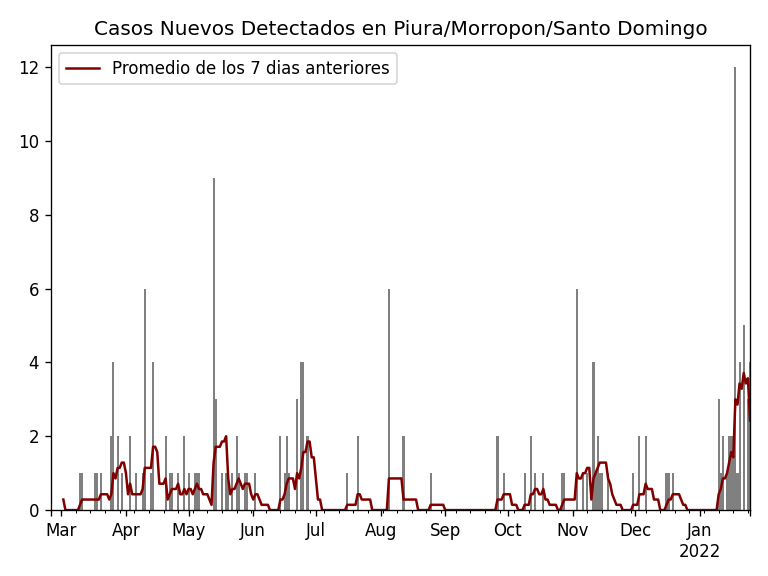 Casos Nuevos Detectados en Piura/Morropon/Santo Domingo
Promedio de los 7 dias anteriores
12
10
8
6
4
2
0
Mar Apr May Jun Jul Aug Sep Oct Nov Dec Jan
2022